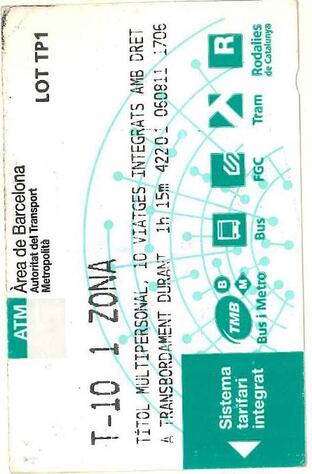 ATM
Àrea de Barcelona
Autoritat del Transport
Metropolità
LOT TP1
T-10 1 ZONA
TÍTOL MULTIPERSONAL 10 VIATGES INTEGRATS AMB DRET
A TRANSBORDAMENT DURANT 1h 15m 42201 060811 1706
TMB
B
M
Bus i Metro
Bus
FGC
Tram
R
Rodalies
de Catalunya
Sistema
tarifari
integrat